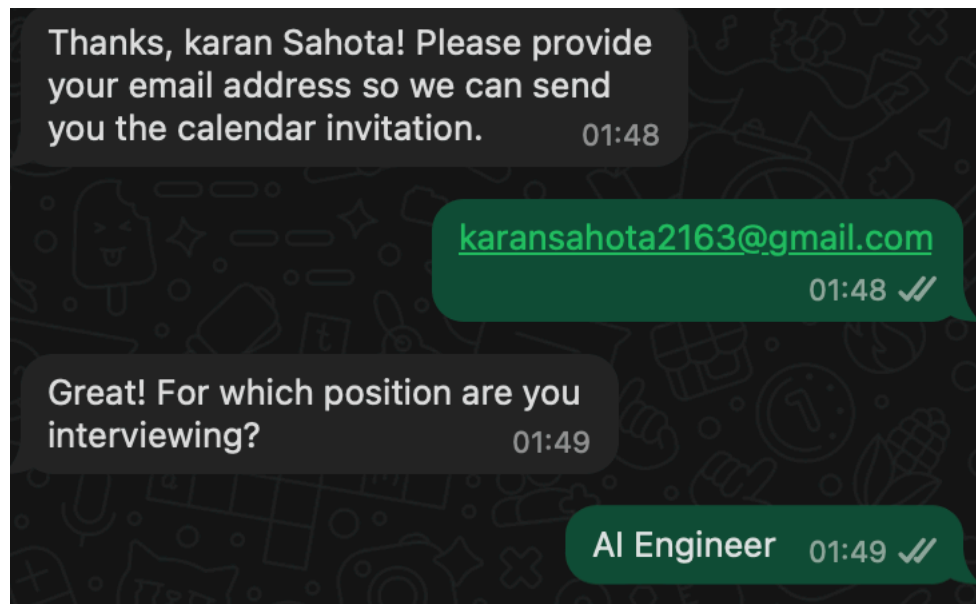 Thanks, karan Sahota! Please provide
your email address so we can send
you the calendar invitation. 01:48
karansahota2163@gmail.com
01:48
Great! For which position are you
interviewing? 01:49
AI Engineer 01:49